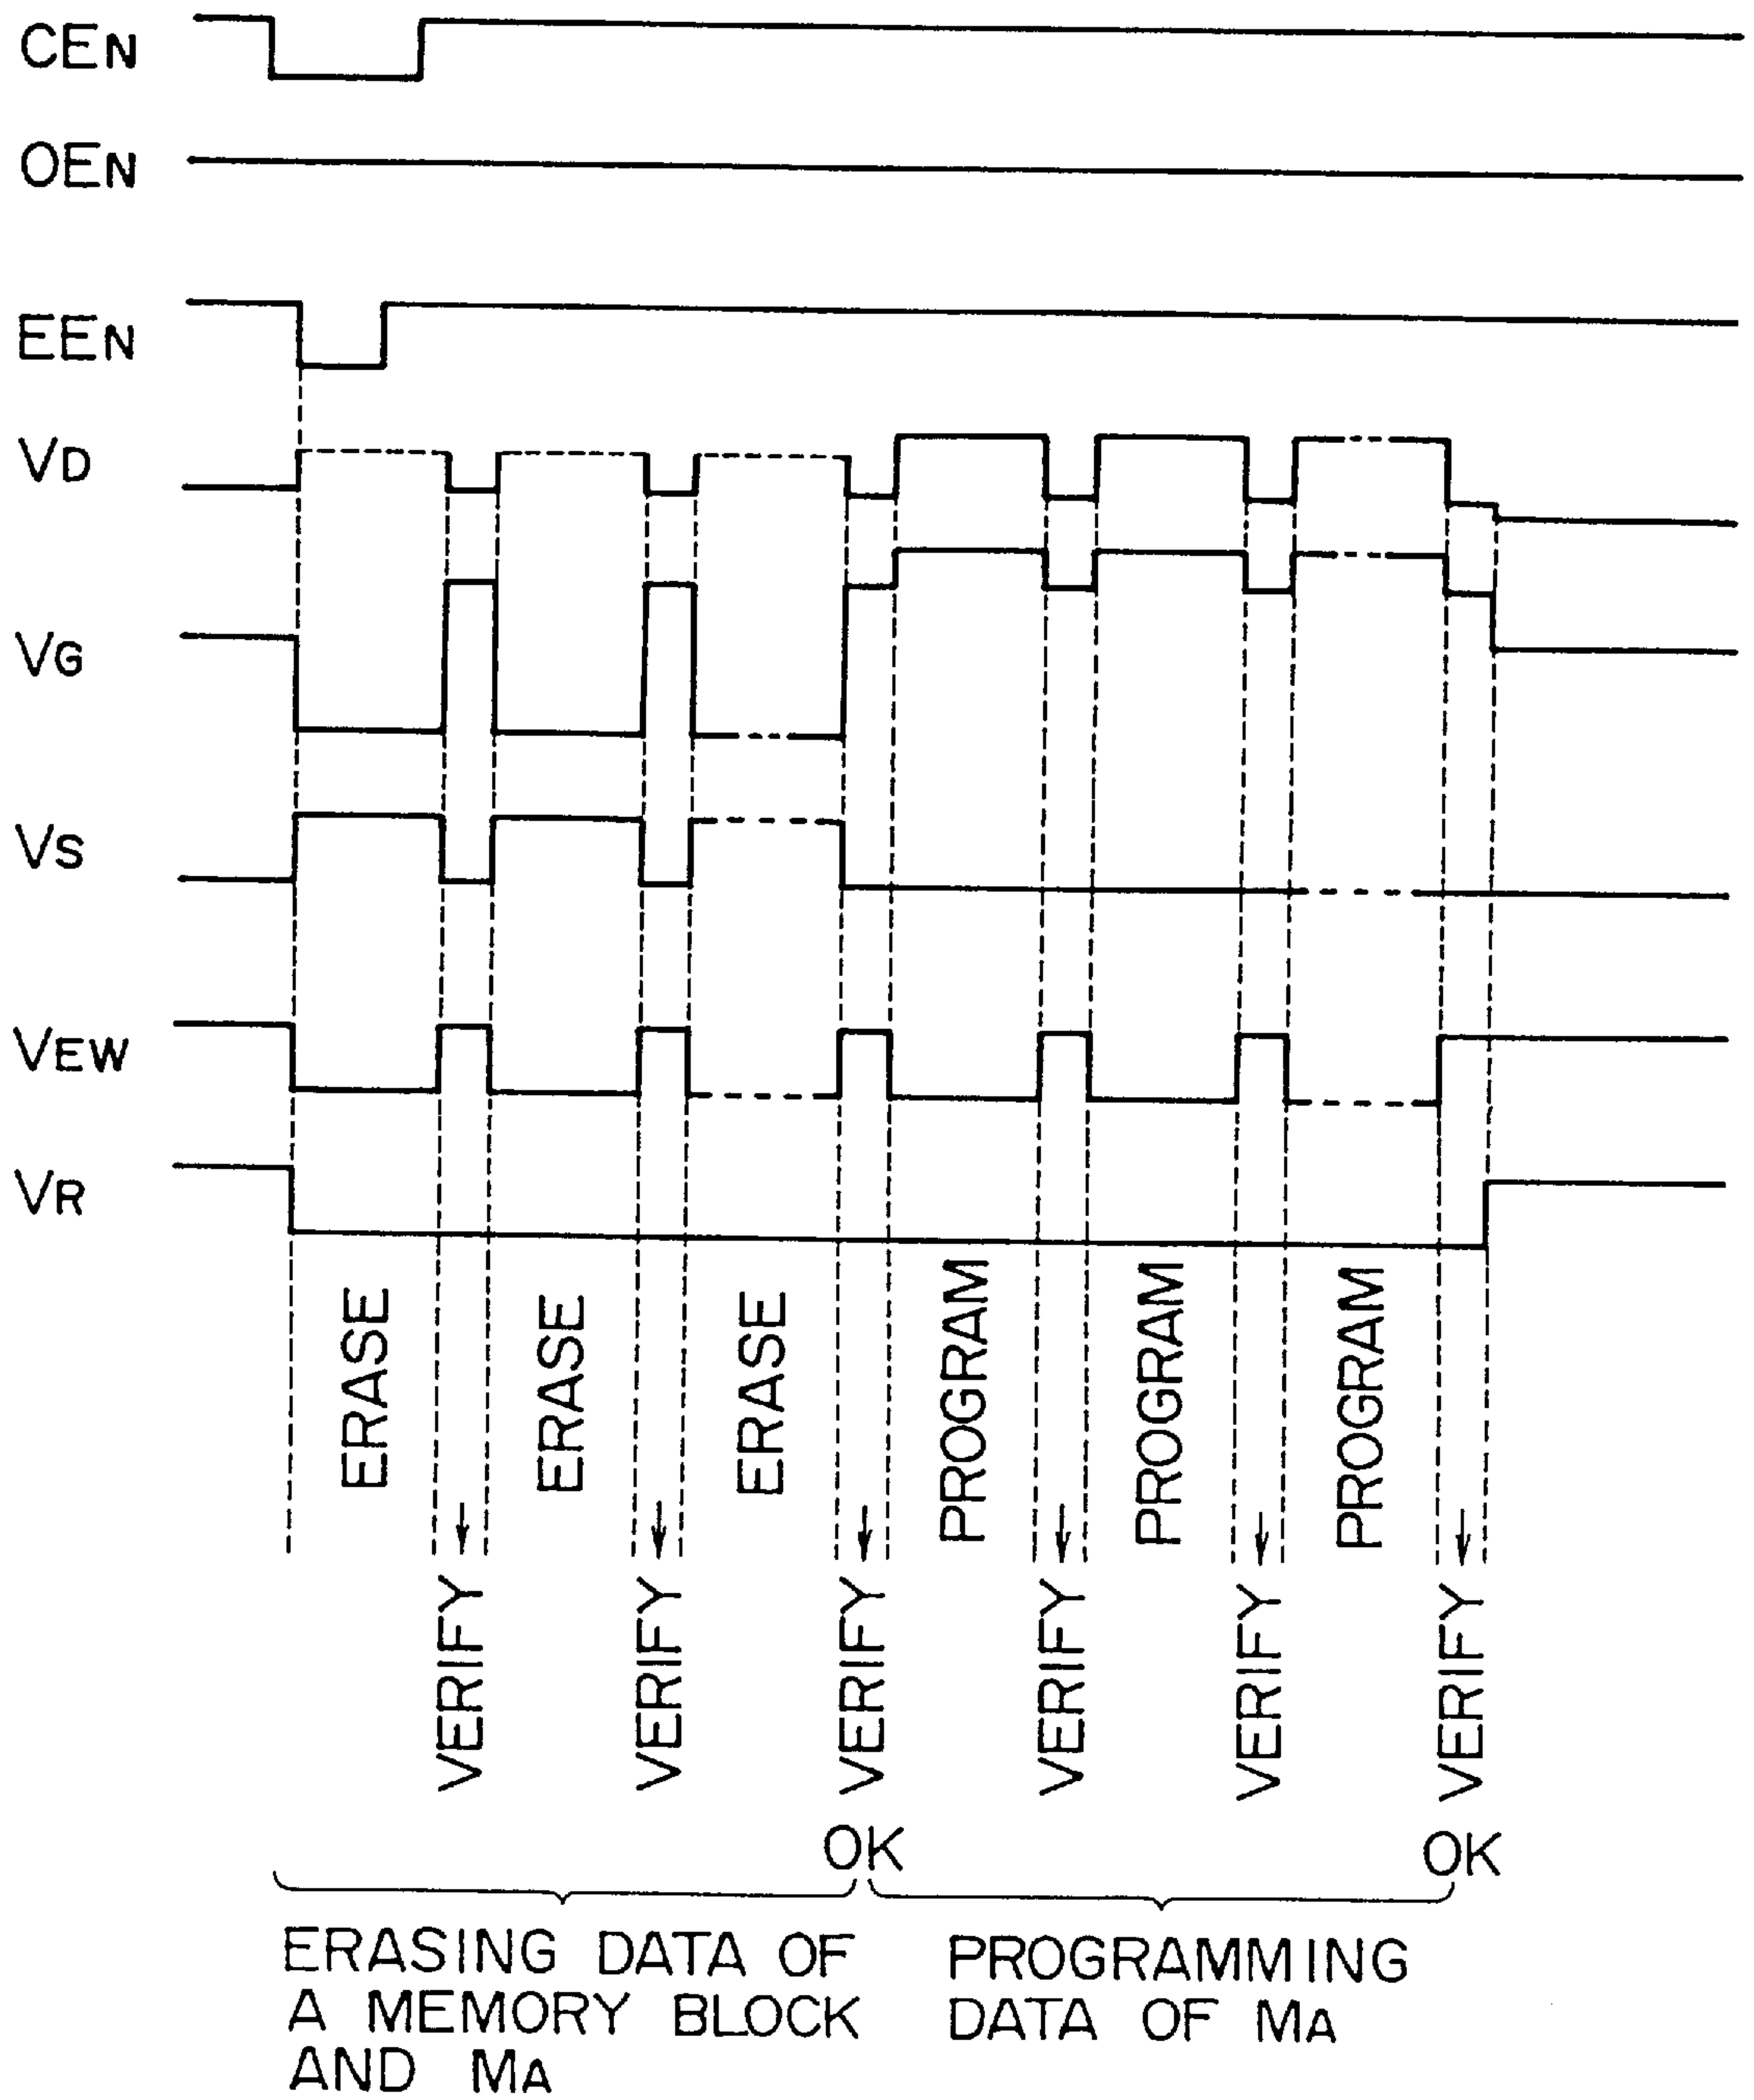 CEN
OEN
EEN
VD
VG
VS
VEW
VR
ERASE
VERIFY
ERASE
VERIFY
ERASE
VERIFY
PROGRAM
VERIFY
PROGRAM
VERIFY
PROGRAM
VERIFY
OK
OK
ERASING DATA OF
A MEMORY BLOCK
AND MA
PROGRAMMING
DATA OF MA